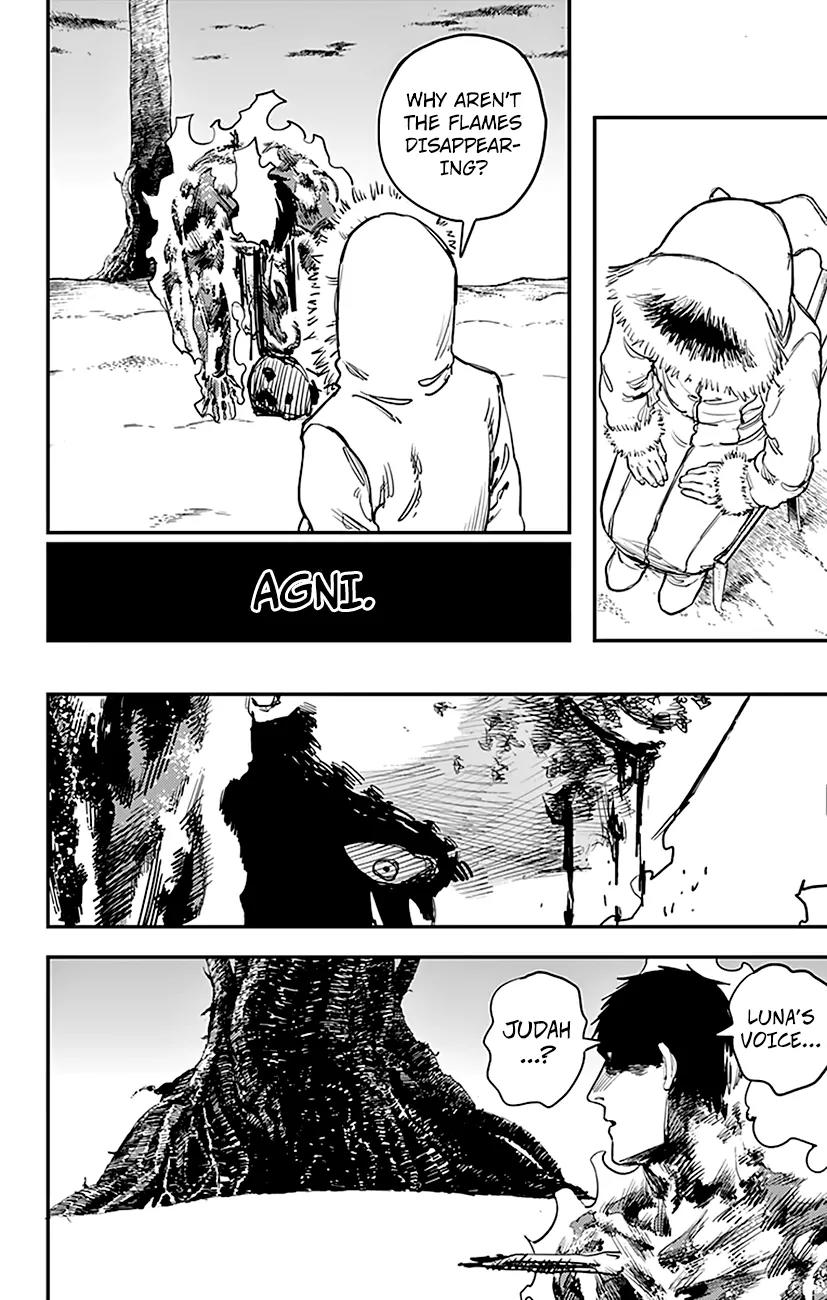 WHY AREN'T
THE FLAMES
DISAPPEAR-
ING?
AGNI.
LUNA'S
VOICE...
JUDAH
...?